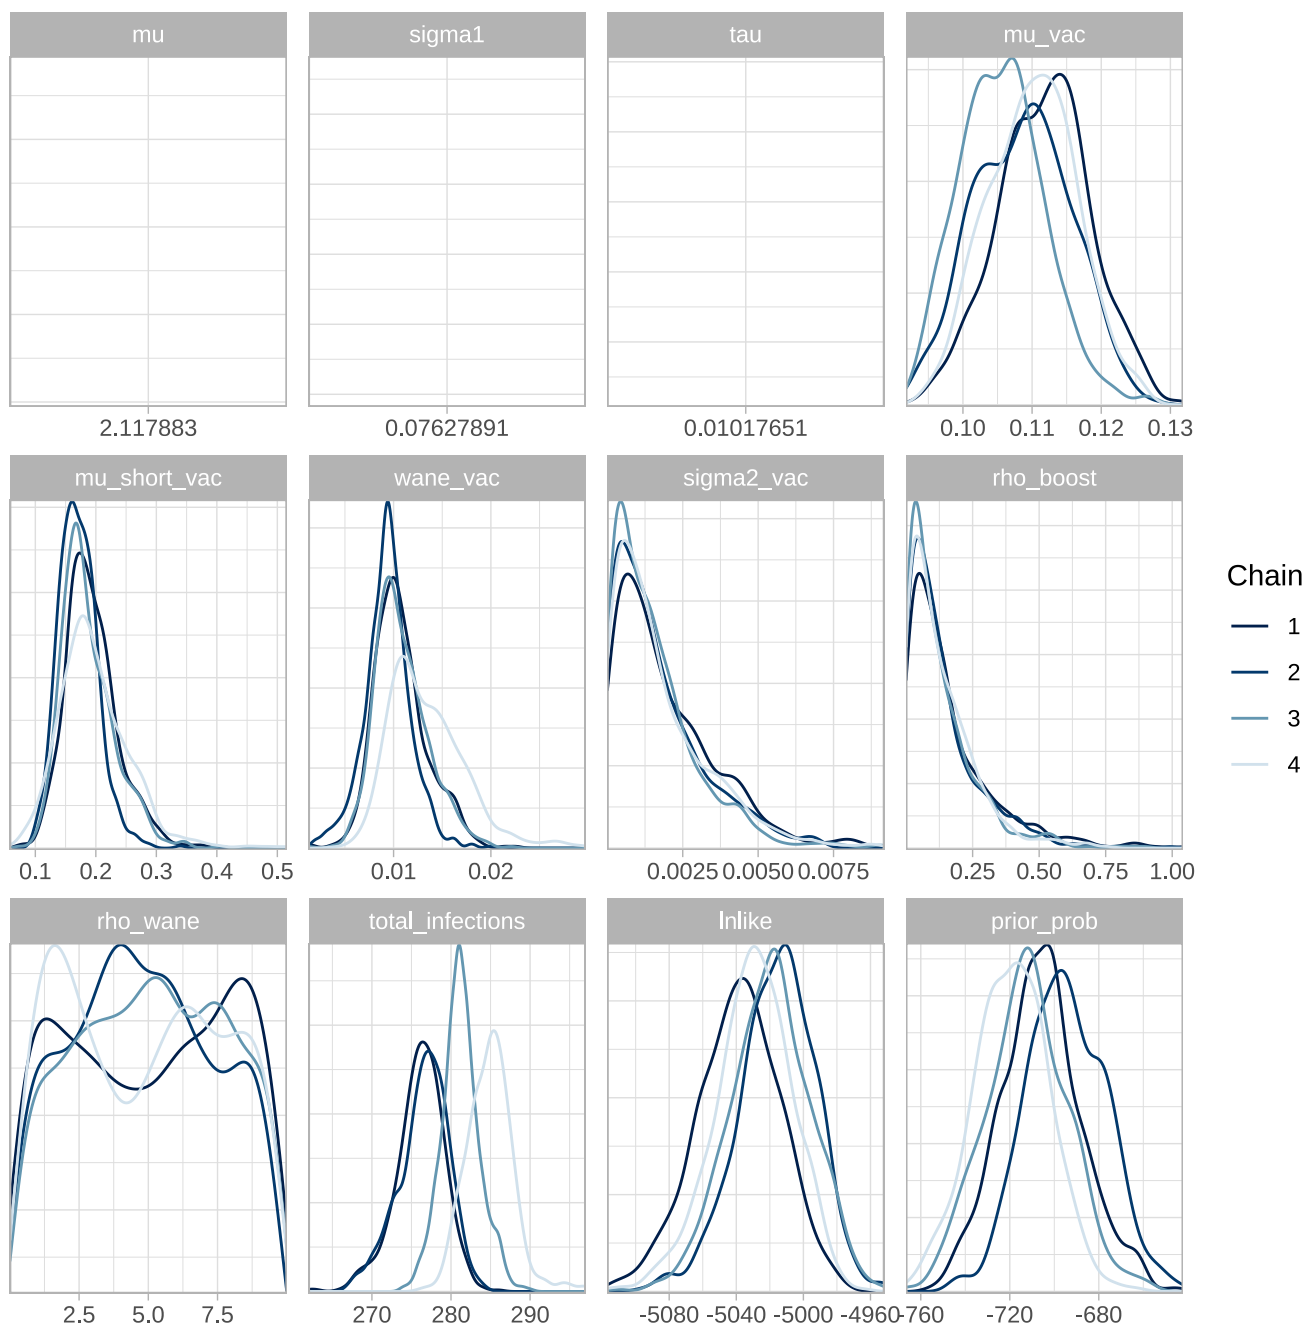 mu sigma1 tau mu_vac
2.117883 0.07627891 0.01017651 0.10 0.11 0.12 0.13
mu_short_vac wane_vac sigma2_vac rho_boost
Chain
1
2
3
4
0.1 0.2 0.3 0.4 0.5 0.01 0.02 0.0025 0.0050 0.0075 0.25 0.50 0.75 1.00
rho_wane total_infections lnlike prior_prob
2.5 5.0 7.5 270 280 290 -5080 -5040 -5000 -4960 -760 -720 -680